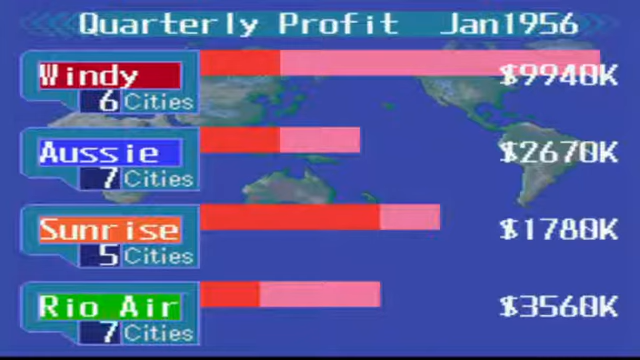 Quarterly Profit Jan1956
Windy
$9940K
6 Cities
Aussie
$2670K
7 Cities
Sunrise
$1780K
5 Cities
Rio Air
$3560K
7 Cities